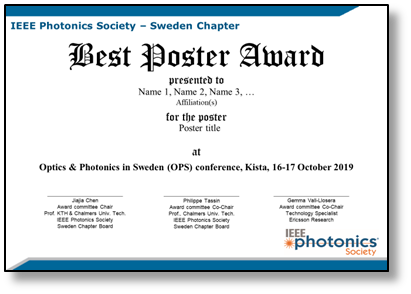 IEEE Photonics Society – Sweden Chapter
Best Poster Award
presented to
Name 1, Name 2, Name 3, …
Affiliation(s)
for the poster
Poster title
at
Optics & Photonics in Sweden (OPS) conference, Kista, 16-17 October 2019
Jiajia Chen
Award committee Chair
Prof. KTH & Chalmers Univ. Tech.
IEEE Photonics Society
Sweden Chapter Board
Philippe Tassin
Award committee Co-Chair
Prof., Chalmers Univ. Tech.
IEEE Photonics Society
Sweden Chapter Board
Gemma Vall-Llosera
Award committee Co-Chair
Technology Specialist
Ericsson Research
IEEE
photonics
Society